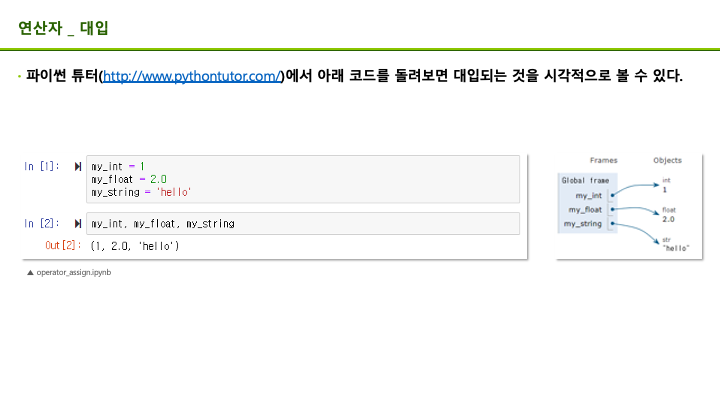 연산자 _ 대입
• 파이썬 튜터(http://www.pythontutor.com/)에서 아래 코드를 돌려보면 대입되는 것을 시각적으로 볼 수 있다.
In [1]:
my_int = 1
my_float = 2.0
my_string = 'hello'
In [2]:
my_int, my_float, my_string
Out[2]: (1, 2.0, 'hello')
▲ operator_assign.ipynb
Frames Objects
Global frame
my_int
my_float
my_string
int
1
float
2.0
str
"hello"